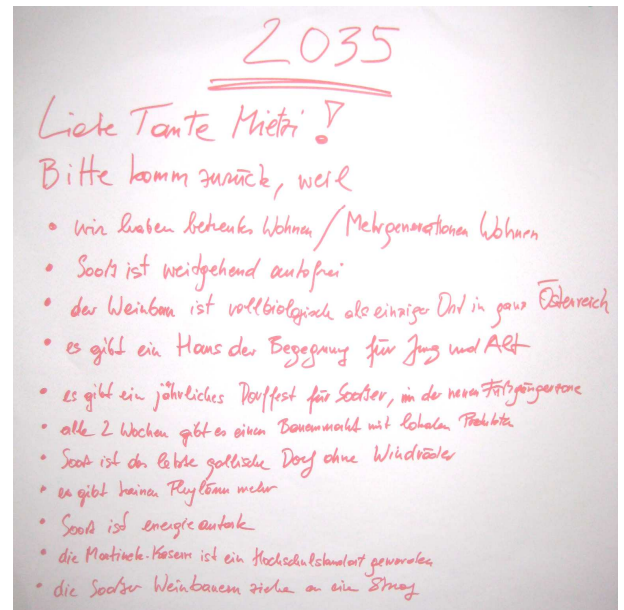 2035
Liebe Tante Mietzi!
Bitte komm zurück, weil
• wir haben betreutes Wohnen / Mehrgenerationen Wohnen
• Sooß ist weidgehend autofrei
• der Weinbau ist vollbiologisch als einziger Ort in ganz Österreich
• es gibt ein Haus der Begegnung für Jung und Alt
• es gibt ein jährliches Dorffest für Sooßer, in der neuen Fußgängerzone
• alle 2 Wochen gibt es einen Bauernmarkt mit lokalen Produkten
• Sooß ist das letzte gallische Dorf ohne Windräder
• es gibt keinen Fluglärm mehr
• Sooß ist energieautark
• die Martinek-Kaserne ist ein Hochschulstandort geworden
• die Sooßer Weinbauern ziehen an ein Strang